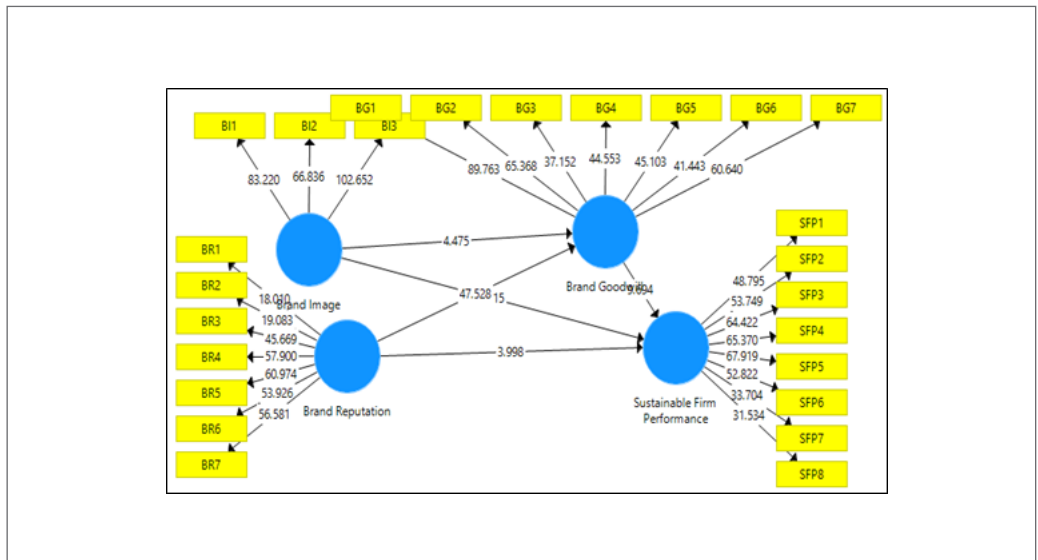 BG1
BG2
BG3
BG4
BG5
BG6
BG7
BI1
BI2
BI3
89.763
65.368
37.152
44.553
45.103
41.443
60.640
83.220
66.836
102.652
4.475
Brand Image
Brand Goodwill
9.694
47.528
15
3.998
BR1
BR2
BR3
BR4
BR5
BR6
BR7
18.010
19.083
45.669
57.900
60.974
53.926
56.581
Brand Reputation
SFP1
SFP2
SFP3
SFP4
SFP5
SFP6
SFP7
SFP8
48.795
53.749
64.422
65.370
67.919
52.822
33.704
31.534
Sustainable Firm
Performance